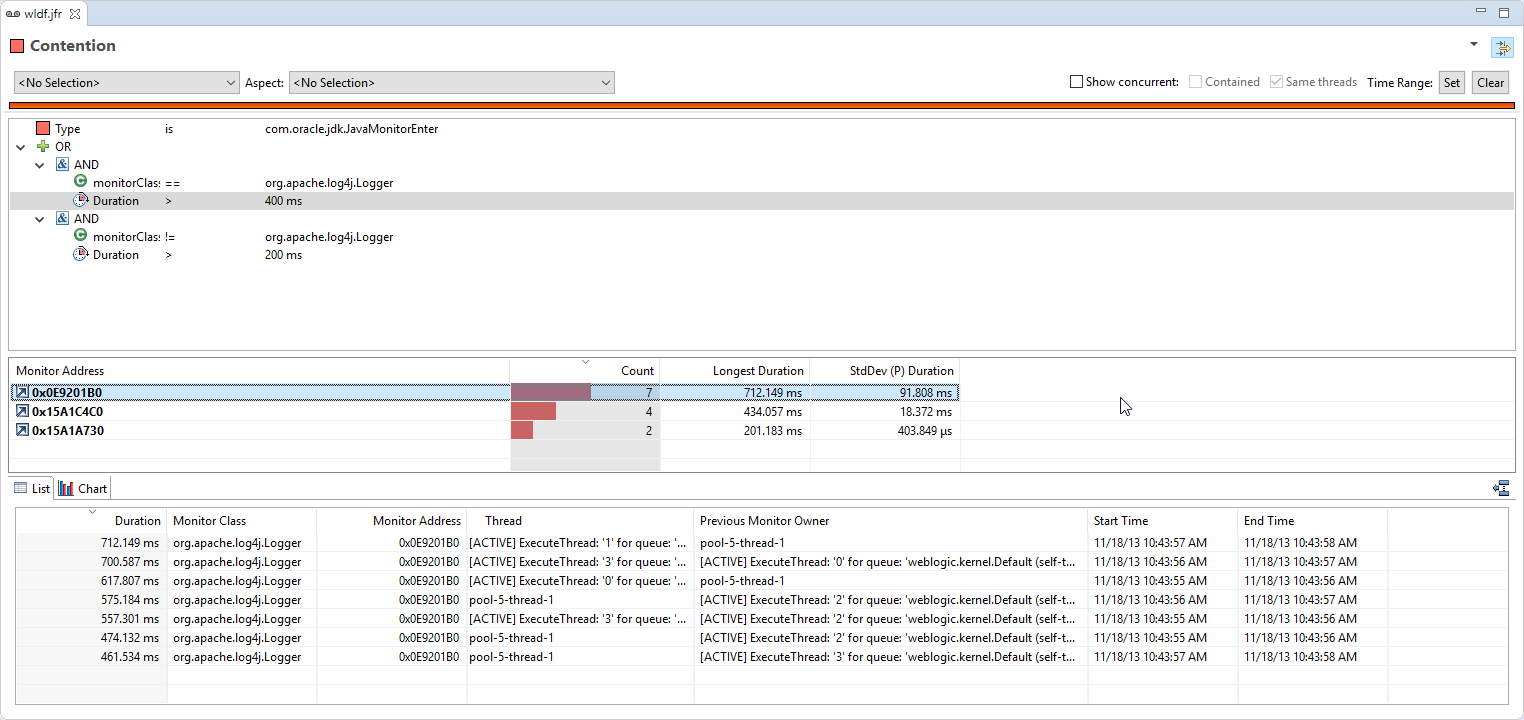 wldf.jfr
Contention
<No Selection> Aspect: <No Selection> Show concurrent: Contained Same threads Time Range: Set Clear
Type is com.oracle.jdk.JavaMonitorEnter
OR
& AND
C monitorClas: == org.apache.log4j.Logger
Duration > 400 ms
& AND
C monitorClas: != org.apache.log4j.Logger
Duration > 200 ms
Monitor Address Count Longest Duration StdDev (P) Duration
0x0E9201B0 7 712.149 ms 91.808 ms
0x15A1C4C0 4 434.057 ms 18.372 ms
0x15A1A730 2 201.183 ms 403.849 µs
List Chart
Duration Monitor Class Monitor Address Thread Previous Monitor Owner Start Time End Time
712.149 ms org.apache.log4j.Logger 0x0E9201B0 [ACTIVE] ExecuteThread: '1' for queue: '... pool-5-thread-1 11/18/13 10:43:57 AM 11/18/13 10:43:58 AM
700.587 ms org.apache.log4j.Logger 0x0E9201B0 [ACTIVE] ExecuteThread: '3' for queue: '... [ACTIVE] ExecuteThread: '0' for queue: 'weblogic.kernel.Default (self-t... 11/18/13 10:43:56 AM 11/18/13 10:43:57 AM
617.807 ms org.apache.log4j.Logger 0x0E9201B0 [ACTIVE] ExecuteThread: '0' for queue: '... pool-5-thread-1 11/18/13 10:43:55 AM 11/18/13 10:43:56 AM
575.184 ms org.apache.log4j.Logger 0x0E9201B0 pool-5-thread-1 [ACTIVE] ExecuteThread: '2' for queue: 'weblogic.kernel.Default (self-t... 11/18/13 10:43:56 AM 11/18/13 10:43:57 AM
557.301 ms org.apache.log4j.Logger 0x0E9201B0 [ACTIVE] ExecuteThread: '3' for queue: '... [ACTIVE] ExecuteThread: '2' for queue: 'weblogic.kernel.Default (self-t... 11/18/13 10:43:55 AM 11/18/13 10:43:56 AM
474.132 ms org.apache.log4j.Logger 0x0E9201B0 pool-5-thread-1 [ACTIVE] ExecuteThread: '2' for queue: 'weblogic.kernel.Default (self-t... 11/18/13 10:43:55 AM 11/18/13 10:43:56 AM
461.534 ms org.apache.log4j.Logger 0x0E9201B0 pool-5-thread-1 [ACTIVE] ExecuteThread: '3' for queue: 'weblogic.kernel.Default (self-t... 11/18/13 10:43:57 AM 11/18/13 10:43:58 AM